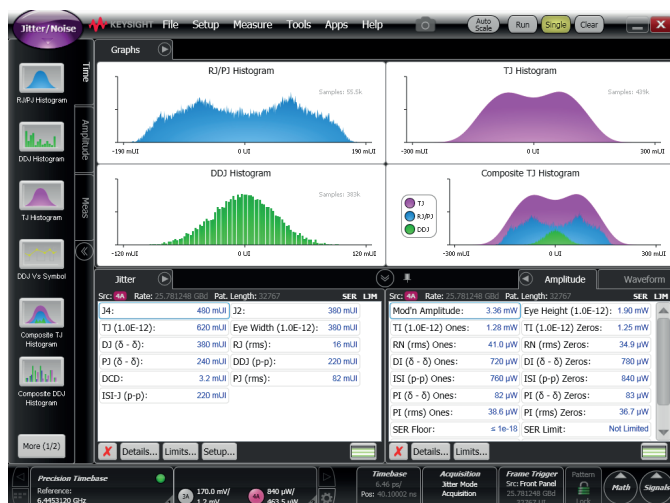 Jitter/Noise
KEYSIGHT File Setup Measure Tools Apps Help
Auto Scale
Run
Single
Clear
Graphs
Time
Amplitude
Meas
RJ/PJ Histogram
DDJ Histogram
TJ Histogram
DDJ Vs Symbol
Composite TJ
Histogram
Composite DDJ
Histogram
More (1/2)
RJ/PJ Histogram
Samples: 55.5k
-190 mUI 0 UI 190 mUI
TJ Histogram
Samples: 439k
-300 mUI 0 UI 300 mUI
DDJ Histogram
Samples: 383k
-120 mUI 0 UI 120 mUI
Composite TJ Histogram
TJ
RJ/PJ
DDJ
-300 mUI 0 UI 300 mUI
Jitter
Src: 4A Rate: 25.781248 GBd Pat. Length: 32767 SER LJM
J4: 480 mUI J2: 380 mUI
TJ (1.0E-12): 620 mUI Eye Width (1.0E-12): 380 mUI
DJ (δ - δ): 380 mUI RJ (rms): 16 mUI
PJ (δ - δ): 240 mUI DDJ (p-p): 220 mUI
DCD: 3.2 mUI PJ (rms): 82 mUI
ISI-J (p-p): 220 mUI
Details... Limits... Setup...
Amplitude Waveform
Src: 4A Rate: 25.781248 GBd Pat. Length: 32767 SER LJM
Mod'n Amplitude: 3.36 mW Eye Height (1.0E-12): 1.90 mW
TI (1.0E-12) Ones: 1.28 mW TI (1.0E-12) Zeros: 1.25 mW
RN (rms) Ones: 41.0 µW RN (rms) Zeros: 34.9 µW
DI (δ - δ) Ones: 720 µW DI (δ - δ) Zeros: 780 µW
ISI (p-p) Ones: 760 µW ISI (p-p) Zeros: 840 µW
PI (δ - δ) Ones: 82 µW PI (δ - δ) Zeros: 83 µW
PI (rms) Ones: 38.6 µW PI (rms) Zeros: 36.7 µW
SER Floor: ≤ 1e-18 SER Limit: Not Limited
Details... Limits...
Precision Timebase
Reference:
6.4453120 GHz
3A 170.0 mV/
1.2 mV
4A 840 µW/
463.5 µW
Timebase
6.46 ps/
Pos: 40.10002 ns
Acquisition
Jitter Mode
Acquisition
Frame Trigger
Src: Front Panel
25.781248 GBd
32767 UI
Pattern
Lock
Math
Signals